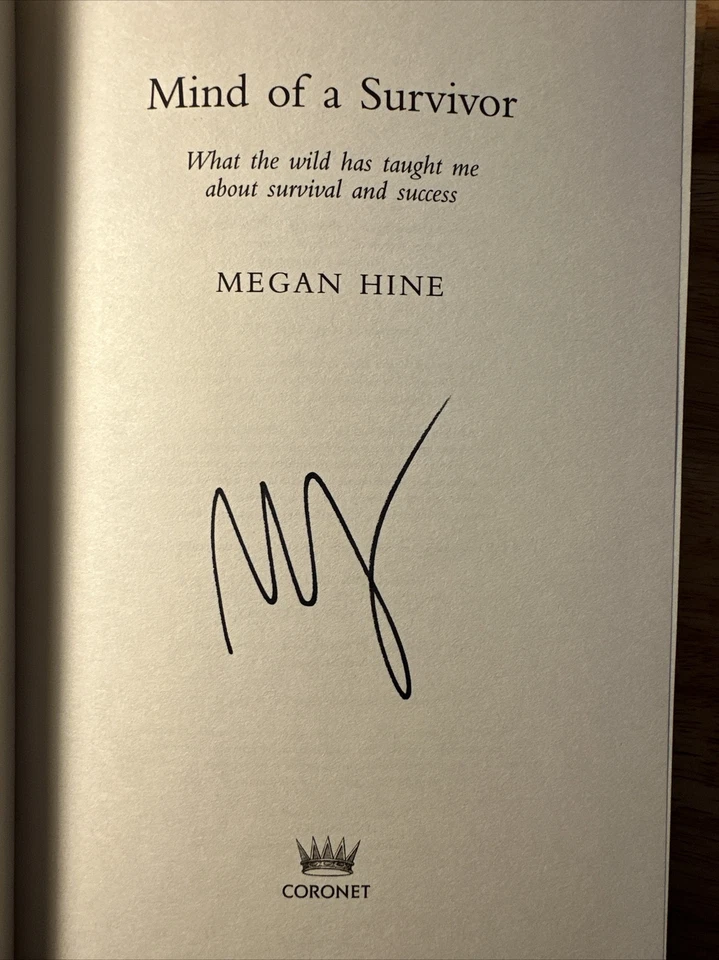 Mind of a Survivor
What the wild has taught me
about survival and success
MEGAN HINE
CORONET